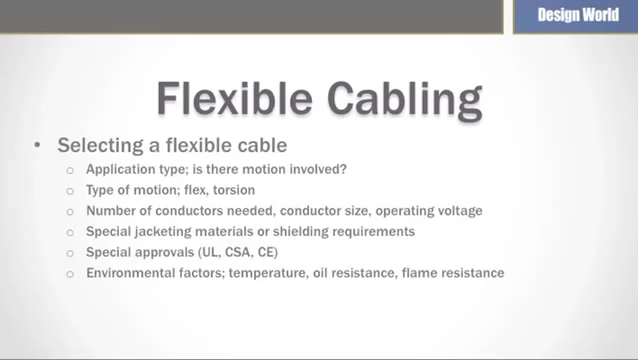 Design World
Flexible Cabling
• Selecting a flexible cable
o Application type; is there motion involved?
o Type of motion; flex, torsion
o Number of conductors needed, conductor size, operating voltage
o Special jacketing materials or shielding requirements
o Special approvals (UL, CSA, CE)
o Environmental factors; temperature, oil resistance, flame resistance